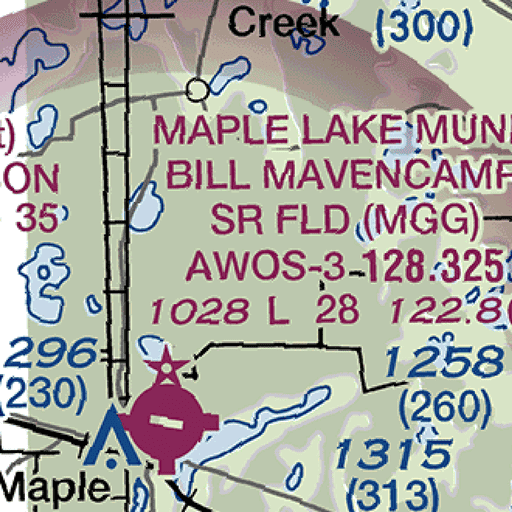 Creek
(300)
MAPLE LAKE MUNI
BILL MAVENCAMP
ON
35
SR FLD (MGG)
AWOS-3 128.325
1028 L 28 122.8
296
(230)
1258
(260)
1315
(313)
Maple